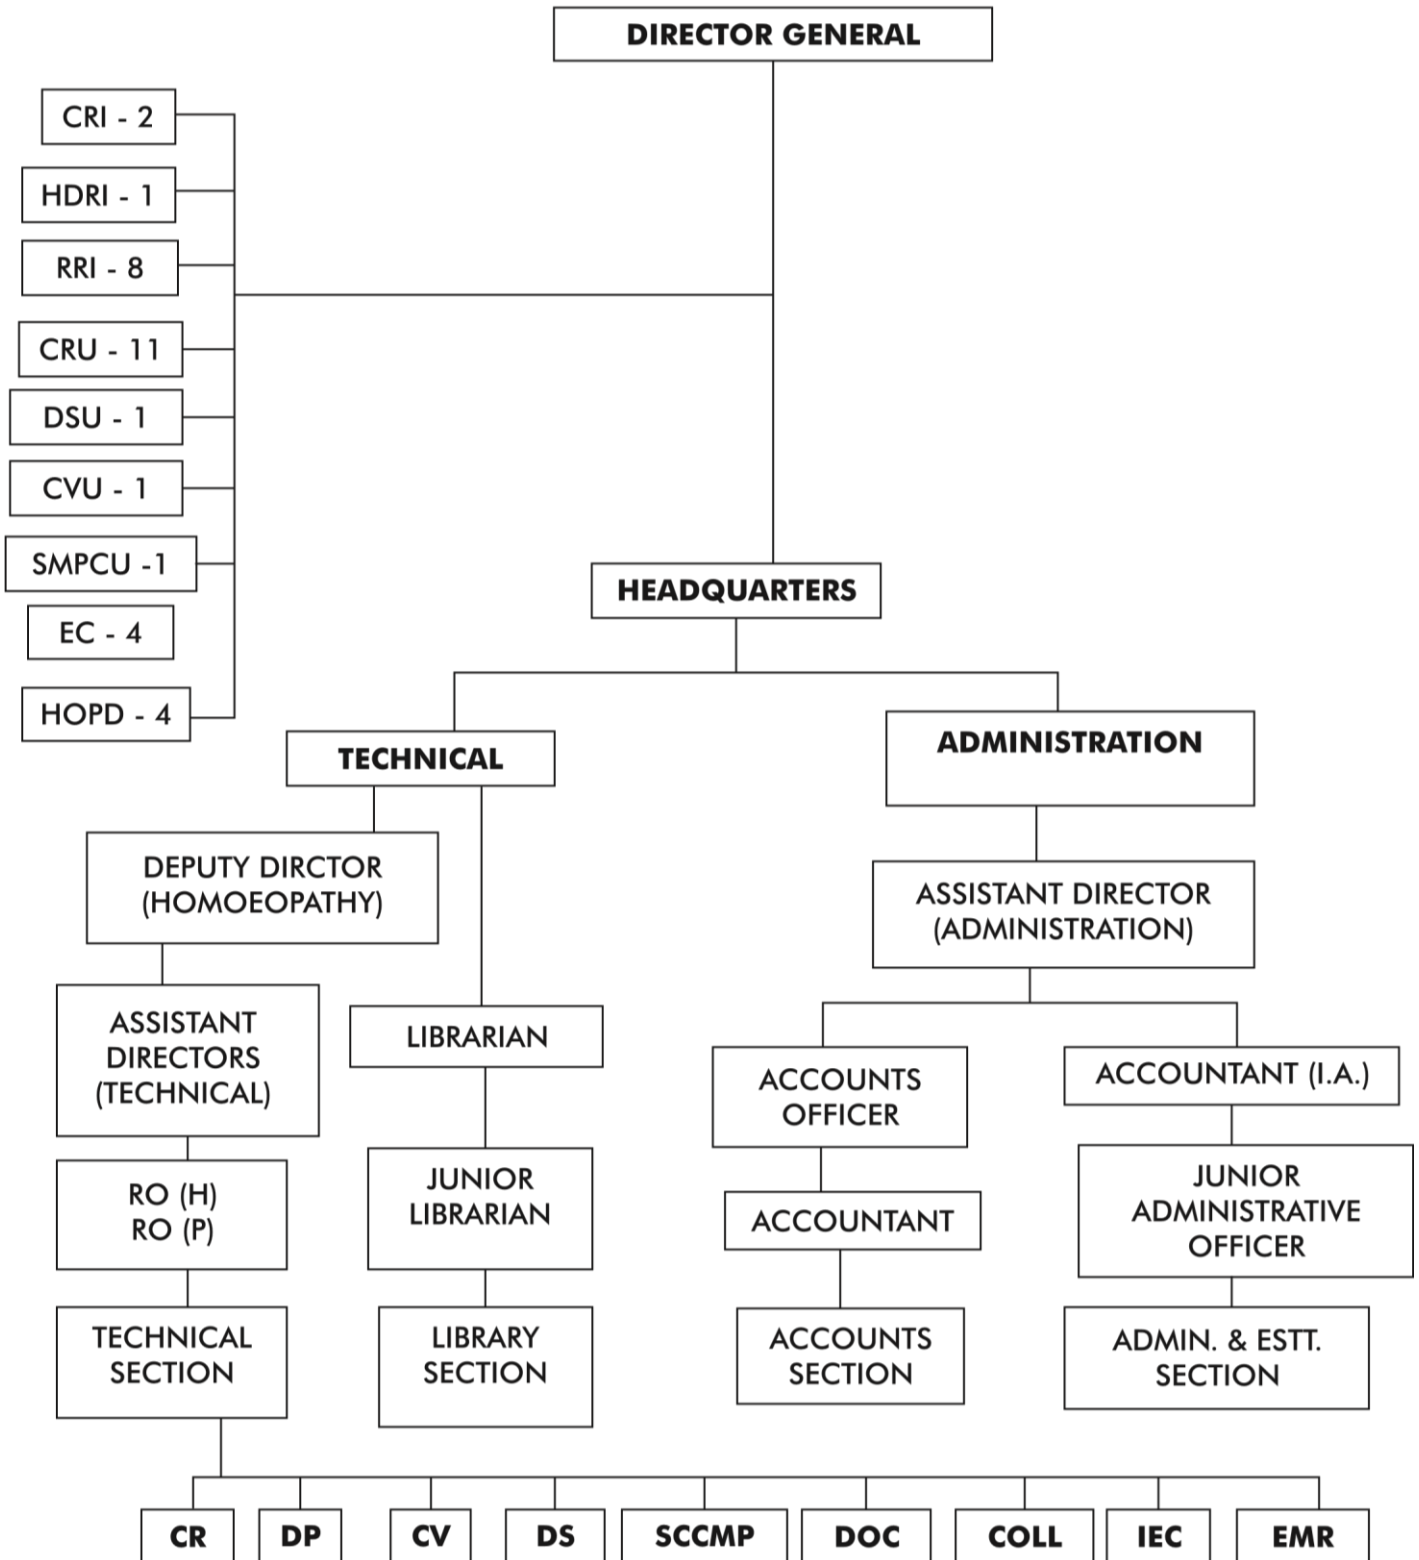 DIRECTOR GENERAL
CRI - 2
HDRI - 1
RRI - 8
CRU - 11
DSU - 1
CVU - 1
SMPCU -1
EC - 4
HOPD - 4
HEADQUARTERS
TECHNICAL
ADMINISTRATION
DEPUTY DIRCTOR
(HOMOEOPATHY)
ASSISTANT DIRECTOR
(ADMINISTRATION)
ASSISTANT
DIRECTORS
(TECHNICAL)
LIBRARIAN
ACCOUNTS
OFFICER
ACCOUNTANT (I.A.)
RO (H)
RO (P)
JUNIOR
LIBRARIAN
ACCOUNTANT
JUNIOR
ADMINISTRATIVE
OFFICER
TECHNICAL
SECTION
LIBRARY
SECTION
ACCOUNTS
SECTION
ADMIN. & ESTT.
SECTION
CR
DP
CV
DS
SCCMP
DOC
COLL
IEC
EMR